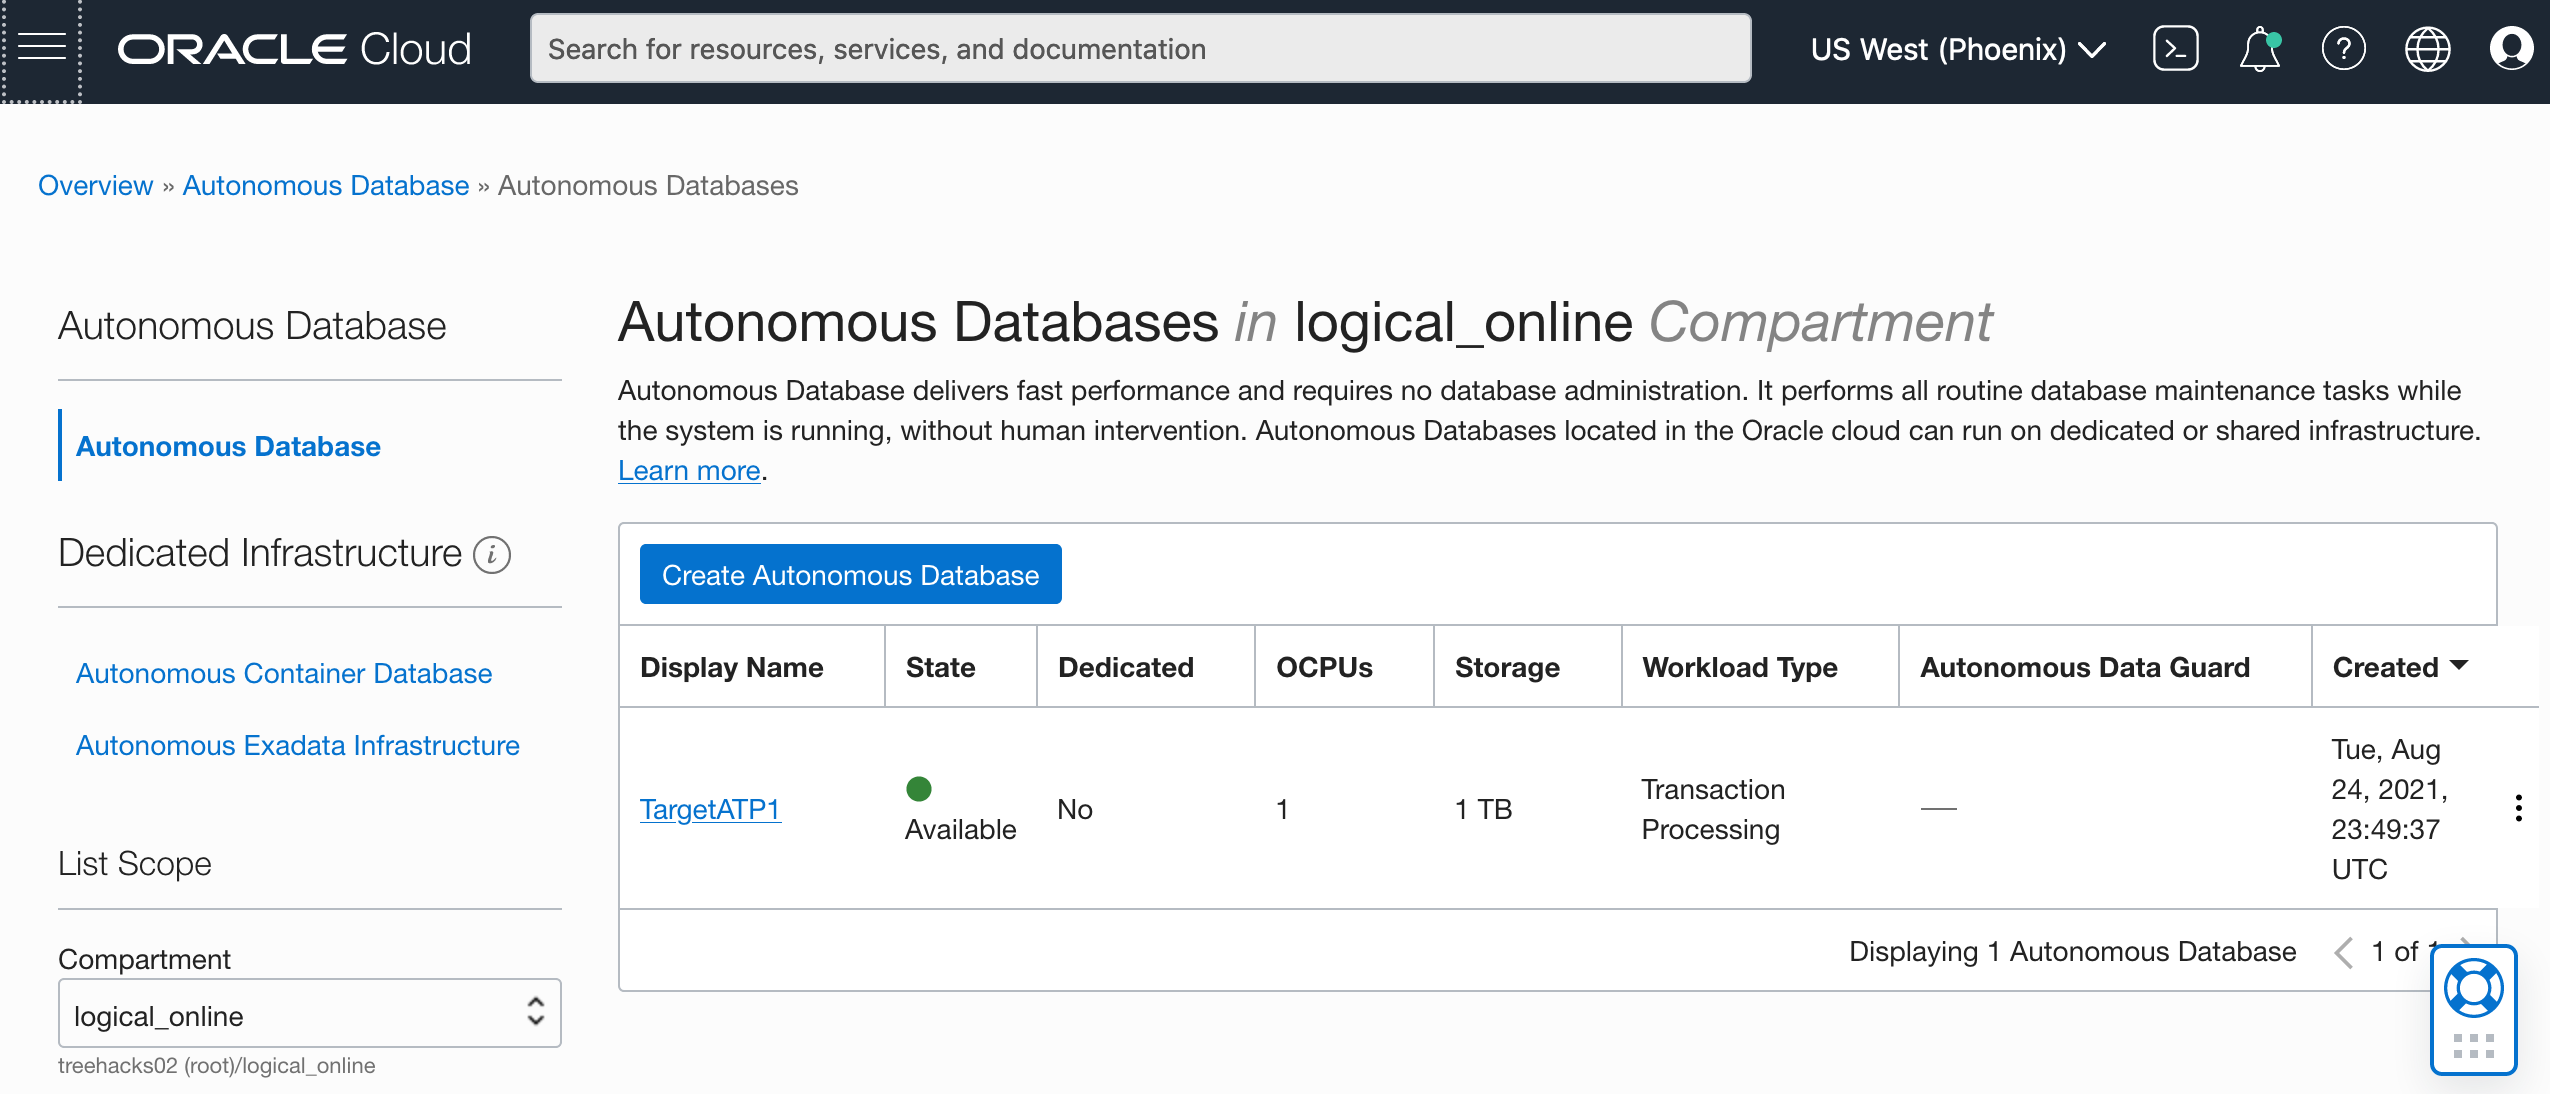 ORACLE Cloud
Search for resources, services, and documentation
US West (Phoenix)
Overview » Autonomous Database » Autonomous Databases
Autonomous Database
Autonomous Database
Dedicated Infrastructure i
Autonomous Container Database
Autonomous Exadata Infrastructure
List Scope
Compartment
logical_online
treehacks02 (root)/logical_online
Autonomous Databases in logical_online Compartment
Autonomous Database delivers fast performance and requires no database administration. It performs all routine database maintenance tasks while
the system is running, without human intervention. Autonomous Databases located in the Oracle cloud can run on dedicated or shared infrastructure.
Learn more.
Create Autonomous Database
Display Name State Dedicated OCPUs Storage Workload Type Autonomous Data Guard Created
TargetATP1 Available No 1 1 TB Transaction Processing — Tue, Aug 24, 2021, 23:49:37 UTC
Displaying 1 Autonomous Database 1 of